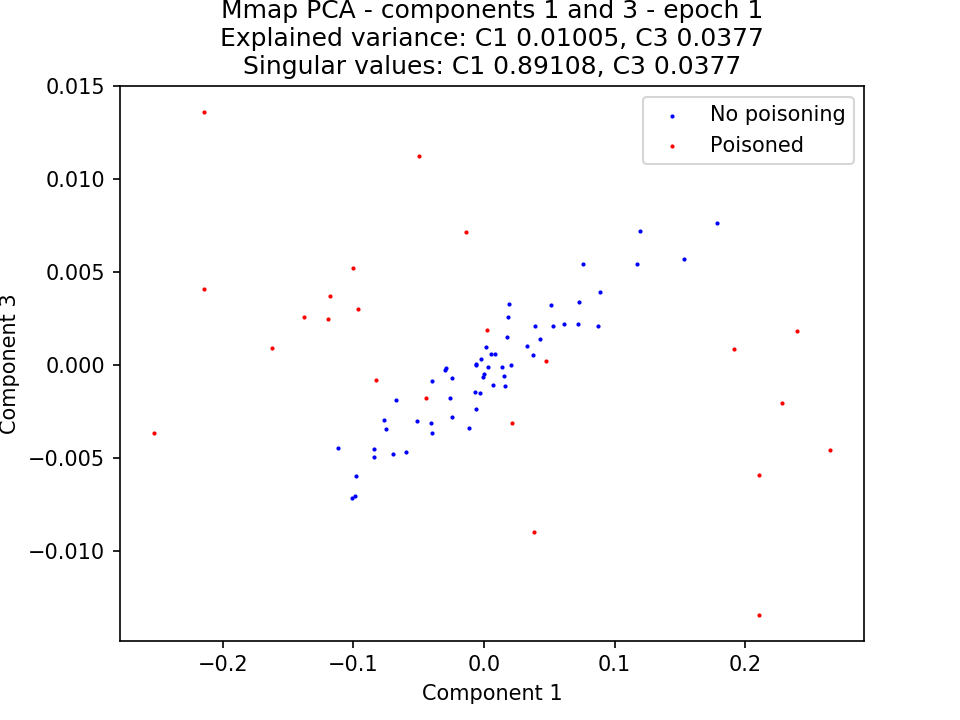 Mmap PCA - components 1 and 3 - epoch 1
Explained variance: C1 0.01005, C3 0.0377
Singular values: C1 0.89108, C3 0.0377
No poisoning
Poisoned
0.015
0.010
0.005
0.000
−0.005
−0.010
Component 3
−0.2
−0.1
0.0
0.1
0.2
Component 1